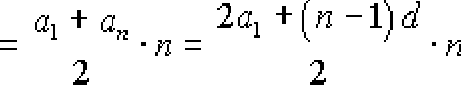 = (a₁ + aₙ)/2 · n = (2a₁ + (n − 1)d)/2 · n